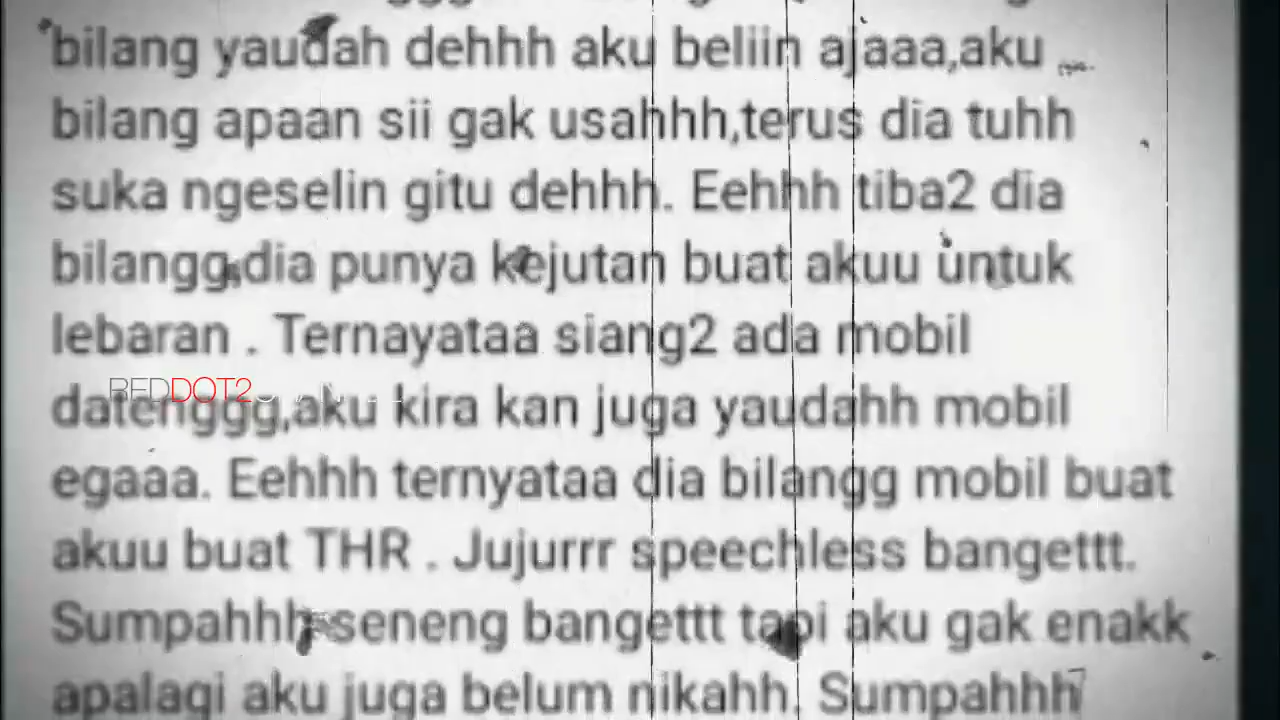 bilang yaudah dehhh aku beliin ajaaa,aku
bilang apaan sii gak usahhh,terus dia tuhh
suka ngeselin gitu dehhh. Eehhh tiba2 dia
bilangg,dia punya kejutan buat akuu untuk
lebaran . Ternayataa siang2 ada mobil
REDDOT2
datenggg,aku kira kan juga yaudahh mobil
egaaa. Eehhh ternyataa dia bilangg mobil buat
akuu buat THR . Jujurrr speechless bangettt.
Sumpahhh seneng bangettt tapi aku gak enakk
apalagi aku juga belum nikahh. Sumpahhh